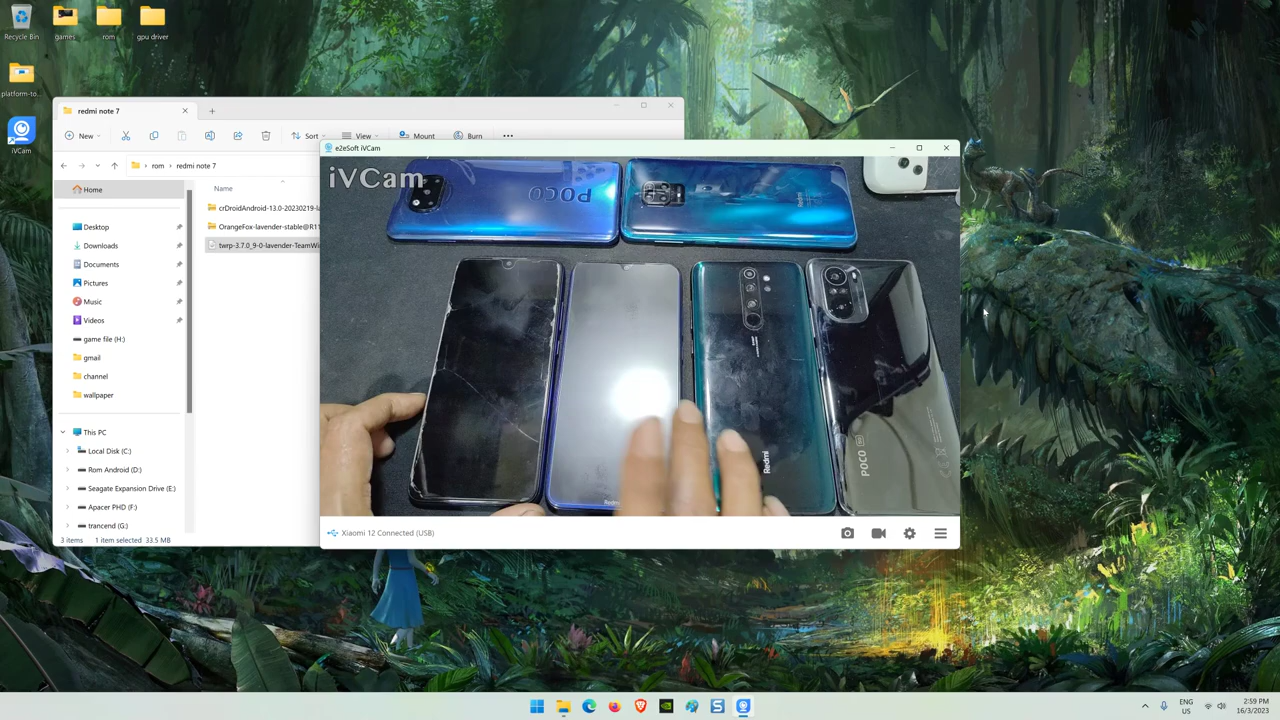 Recycle Bin
games
rom
gpu driver
platform-to...
iVCam
redmi note 7
New
Sort
View
Mount
Burn
rom
redmi note 7
Home
Desktop
Downloads
Documents
Pictures
Music
Videos
game file (H:)
gmail
channel
wallpaper
This PC
Local Disk (C:)
Rom Android (D:)
Seagate Expansion Drive (E:)
Apacer PHD (F:)
trancend (G:)
3 items
1 item selected 33.5 MB
Name
crDroidAndroid-13.0-20230219-la
OrangeFox-lavender-stable@R11
twrp-3.7.0_9-0-lavender-TeamWi
e2eSoft iVCam
iVCam
POCO
Redmi
Redmi
Redmi
POCO
Xiaomi 12 Connected (USB)
ENG
US
2:59 PM
16/3/2023